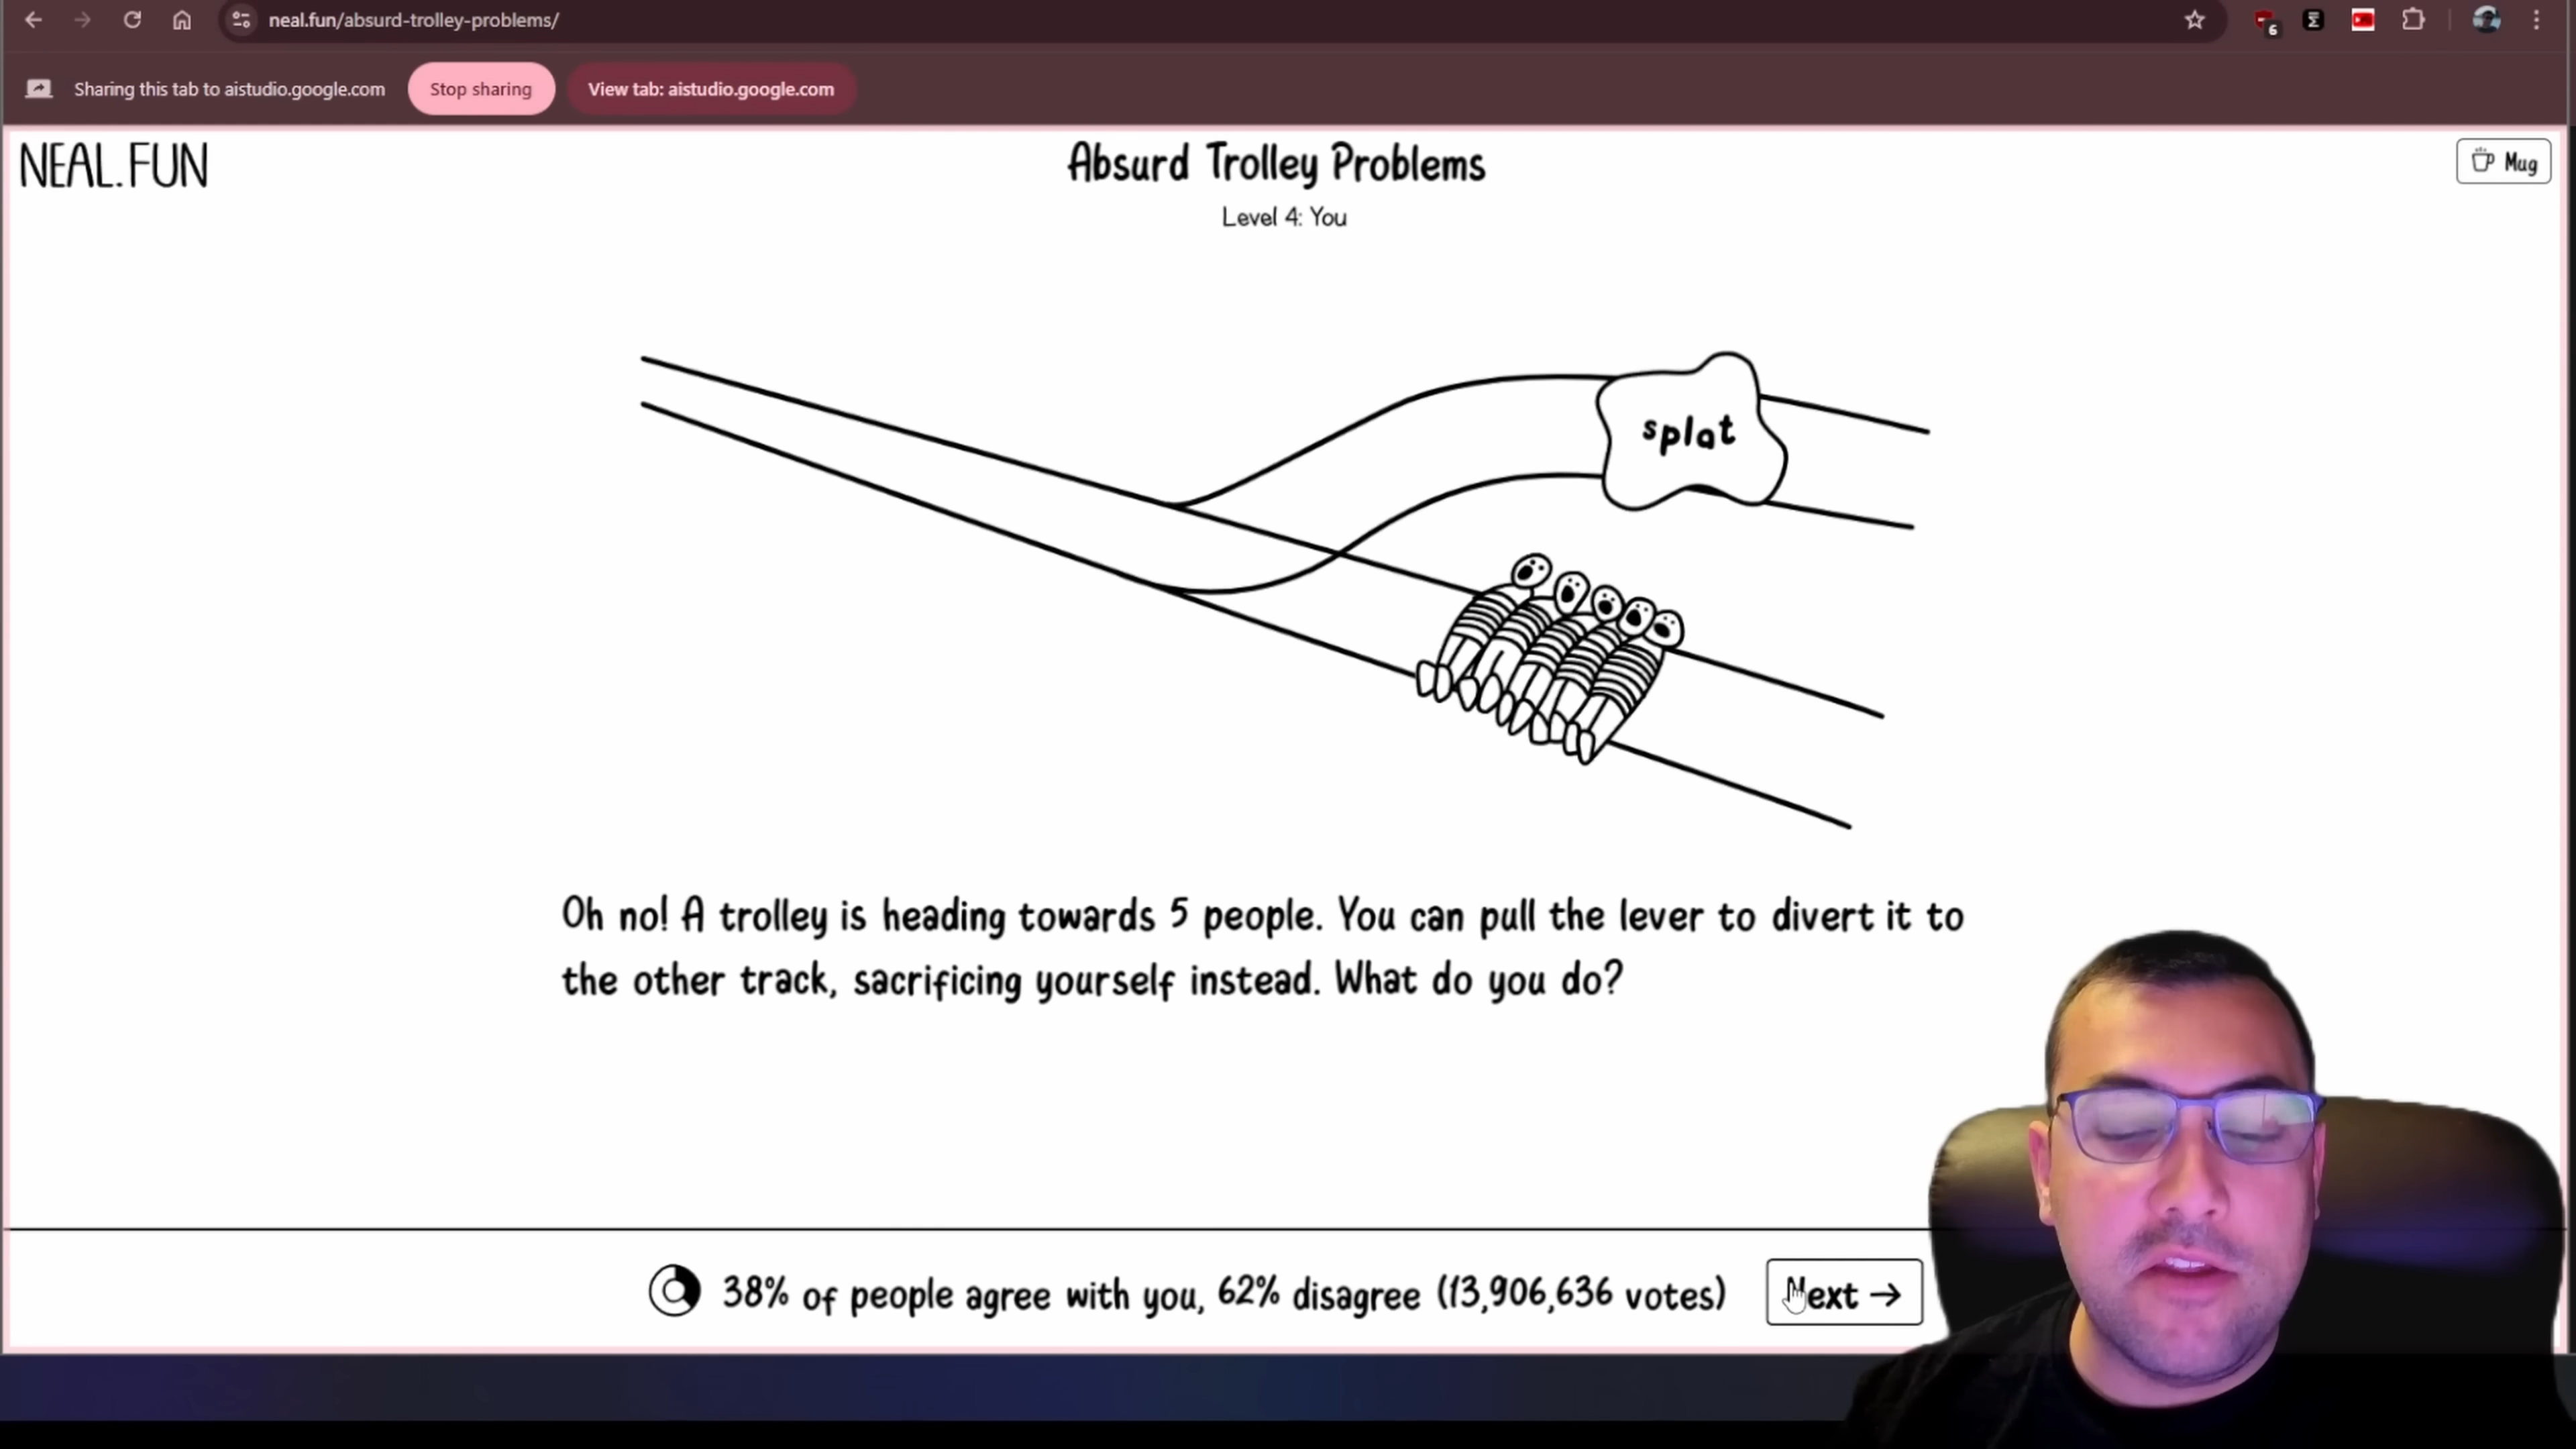 neal.fun/absurd-trolley-problems/
6
Sharing this tab to aistudio.google.com
Stop sharing
View tab: aistudio.google.com
NEAL.FUN
Absurd Trolley Problems
Mug
Level 4: You
splat
Oh no! A trolley is heading towards 5 people. You can pull the lever to divert it to
the other track, sacrificing yourself instead. What do you do?
38% of people agree with you, 62% disagree (13,906,636 votes)
Next →